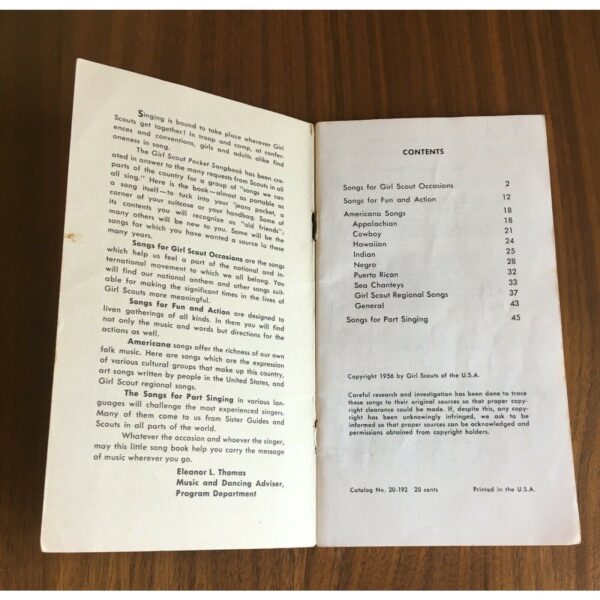 Singing is bound to take place wherever Girl
Scouts get together! In troop and camp, at confer-
ences and conventions, girls and adults alike find
oneness in song.
The Girl Scout Pocket Songbook has been cre-
ated in answer to the many requests from Scouts in all
parts of the country for a group of "songs we can
all sing." Here is the book—almost as portable as
a song itself—to tuck into your jeans pocket, a
corner of your suitcase or your handbag. Some of
its contents you will recognize as "old friends";
many others will be new to you. Some will be the
songs for which you have wanted a source lo these
many years.
Songs for Girl Scout Occasions are the songs
which help us feel a part of the national and in-
ternational movement to which we all belong. You
will find our national anthem and other songs suit-
able for making the significant times in the lives of
Girl Scouts more meaningful.
Songs for Fun and Action are designed to
liven gatherings of all kinds. In them you will find
not only the music and words but directions for the
actions as well.
Americana songs offer the richness of our own
folk music. Here are songs which are the expression
of various cultural groups that make up this country,
art songs written by people in the United States, and
Girl Scout regional songs.
The Songs for Part Singing in various lan-
guages will challenge the most experienced singers.
Many of them come to us from Sister Guides and
Scouts in all parts of the world.
Whatever the occasion and whoever the singer,
may this little song book help you carry the message
of music wherever you go.
Eleanor L. Thomas
Music and Dancing Adviser,
Program Department
CONTENTS
Songs for Girl Scout Occasions 2
Songs for Fun and Action 12
Americana Songs 18
Appalachian 18
Cowboy 21
Hawaiian 24
Indian 25
Negro 28
Puerto Rican 32
Sea Chanteys 33
Girl Scout Regional Songs 37
General 43
Songs for Part Singing 45
Copyright 1956 by Girl Scouts of the U.S.A.
Careful research and investigation has been done to trace
these songs to their original sources so that proper copy-
right clearance could be made. If, despite this, any copy-
right has been unknowingly infringed, we ask to be
informed so that proper sources can be acknowledged and
permissions obtained from copyright holders.
Catalog No. 20-192 20 cents Printed in the U.S.A.